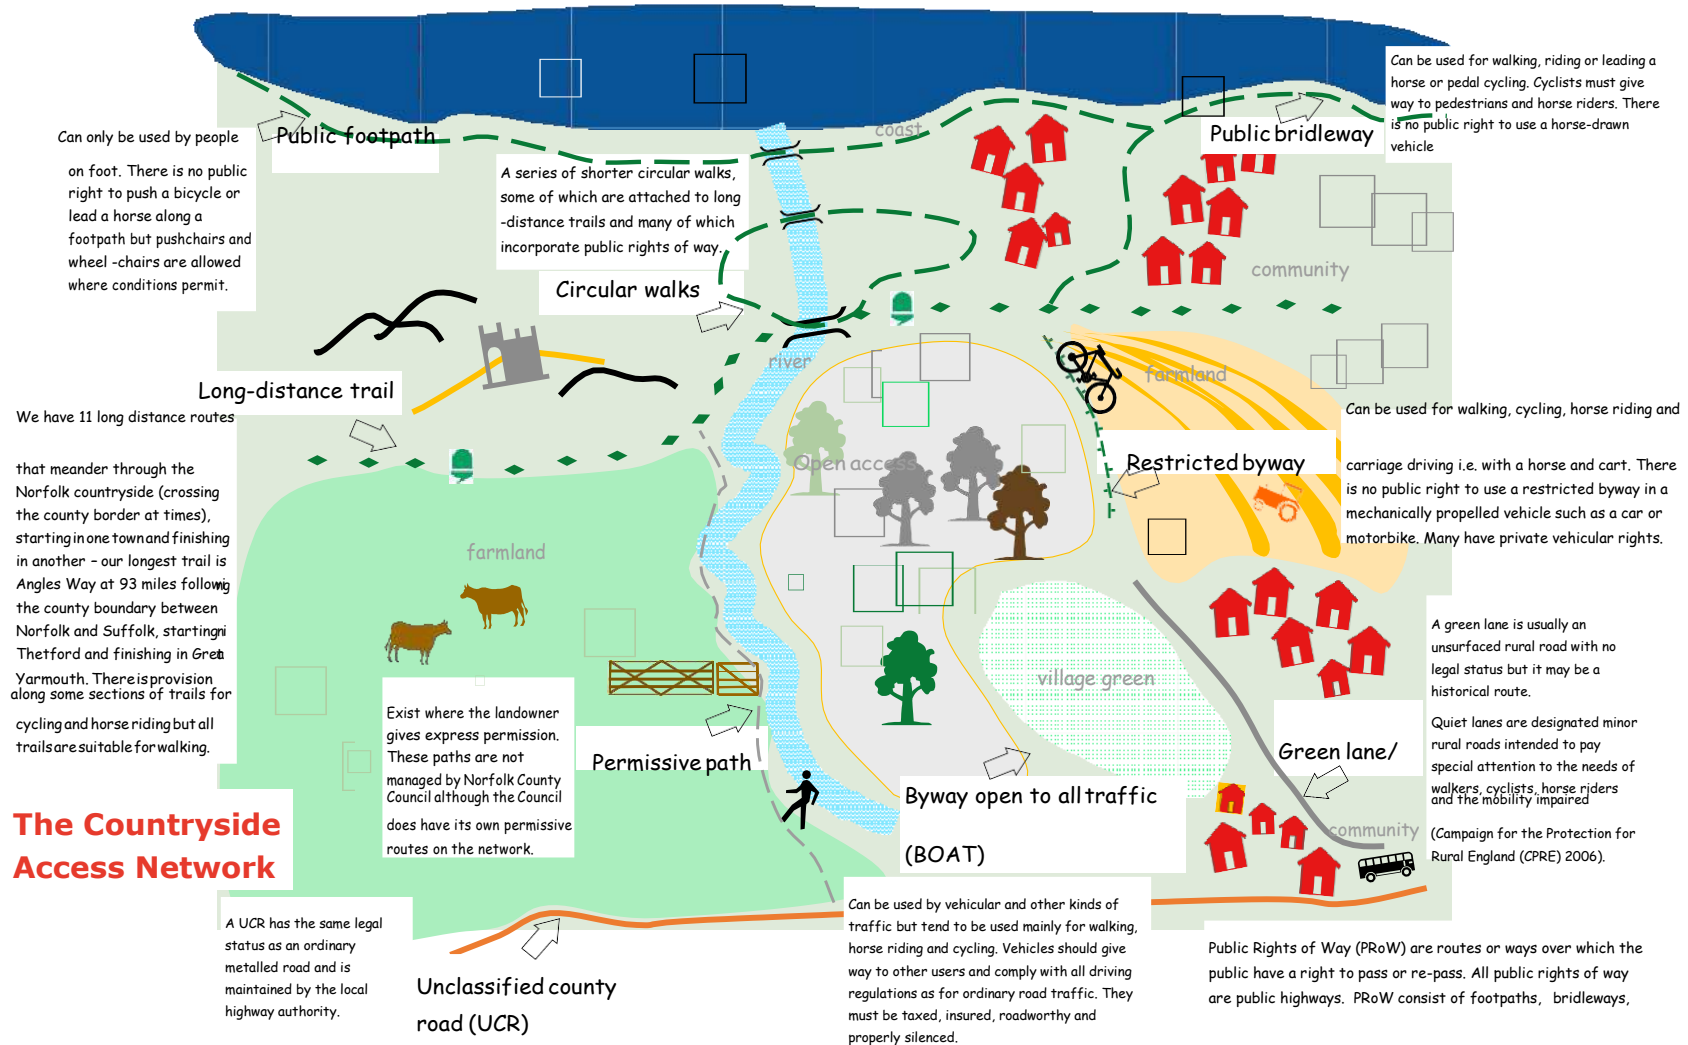 Can be used for walking, riding or leading a
horse or pedal cycling. Cyclists must give
way to pedestrians and horse riders. There
is no public right to use a horse-drawn
vehicle
Public bridleway
coast
Public footpath
Can only be used by people
on foot. There is no public
right to push a bicycle or
lead a horse along a
footpath but pushchairs and
wheel -chairs are allowed
where conditions permit.
A series of shorter circular walks,
some of which are attached to long
-distance trails and many of which
incorporate public rights of way.
Circular walks
community
river
farmland
Long-distance trail
We have 11 long distance routes
that meander through the
Norfolk countryside (crossing
the county border at times),
starting in one town and finishing
in another – our longest trail is
Angles Way at 93 miles following
the county boundary between
Norfolk and Suffolk, starting in
Thetford and finishing in Great
Yarmouth. There is provision
along some sections of trails for
cycling and horse riding but all
trails are suitable for walking.
Open access
Restricted byway
Can be used for walking, cycling, horse riding and
carriage driving i.e. with a horse and cart. There
is no public right to use a restricted byway in a
mechanically propelled vehicle such as a car or
motorbike. Many have private vehicular rights.
farmland
village green
A green lane is usually an
unsurfaced rural road with no
legal status but it may be a
historical route.
Quiet lanes are designated minor
rural roads intended to pay
special attention to the needs of
walkers, cyclists, horse riders
and the mobility impaired
(Campaign for the Protection for
Rural England (CPRE) 2006).
Green lane/
community
Exist where the landowner
gives express permission.
These paths are not
managed by Norfolk County
Council although the Council
does have its own permissive
routes on the network.
Permissive path
Byway open to all traffic
(BOAT)
Can be used by vehicular and other kinds of
traffic but tend to be used mainly for walking,
horse riding and cycling. Vehicles should give
way to other users and comply with all driving
regulations as for ordinary road traffic. They
must be taxed, insured, roadworthy and
properly silenced.
The Countryside
Access Network
A UCR has the same legal
status as an ordinary
metalled road and is
maintained by the local
highway authority.
Unclassified county
road (UCR)
Public Rights of Way (PRoW) are routes or ways over which the
public have a right to pass or re-pass. All public rights of way
are public highways. PRoW consist of footpaths, bridleways,